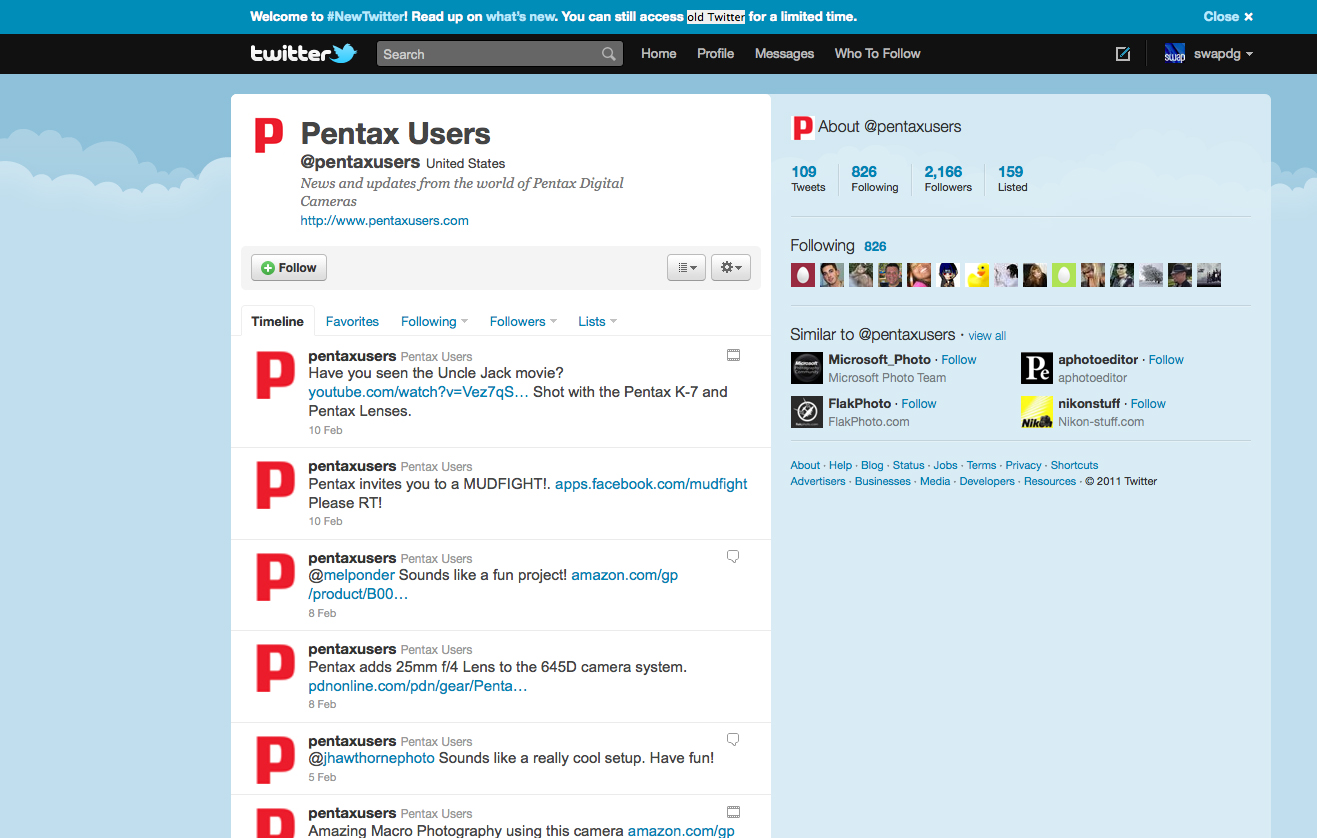 Welcome to #NewTwitter! Read up on what's new. You can still access old Twitter for a limited time.
Close ×
twitter
Search
Home
Profile
Messages
Who To Follow
swap
swapdg
P
Pentax Users
@pentaxusers United States
News and updates from the world of Pentax Digital
Cameras
http://www.pentaxusers.com
Follow
Timeline
Favorites
Following
Followers
Lists
P
pentaxusers Pentax Users
Have you seen the Uncle Jack movie?
youtube.com/watch?v=Vez7qS… Shot with the Pentax K-7 and
Pentax Lenses.
10 Feb
P
pentaxusers Pentax Users
Pentax invites you to a MUDFIGHT!. apps.facebook.com/mudfight
Please RT!
10 Feb
P
pentaxusers Pentax Users
@melponder Sounds like a fun project! amazon.com/gp
/product/B00…
8 Feb
P
pentaxusers Pentax Users
Pentax adds 25mm f/4 Lens to the 645D camera system.
pdnonline.com/pdn/gear/Penta…
8 Feb
P
pentaxusers Pentax Users
@jhawthornephoto Sounds like a really cool setup. Have fun!
5 Feb
P
pentaxusers Pentax Users
Amazing Macro Photography using this camera amazon.com/gp
P
About @pentaxusers
109 826 2,166 159
Tweets Following Followers Listed
Following 826
Similar to @pentaxusers · view all
Microsoft_Photo · Follow
Microsoft Photo Team
Pe
aphotoeditor · Follow
aphotoeditor
FlakPhoto · Follow
FlakPhoto.com
Nikon
nikonstuff · Follow
Nikon-stuff.com
About · Help · Blog · Status · Jobs · Terms · Privacy · Shortcuts
Advertisers · Businesses · Media · Developers · Resources · © 2011 Twitter